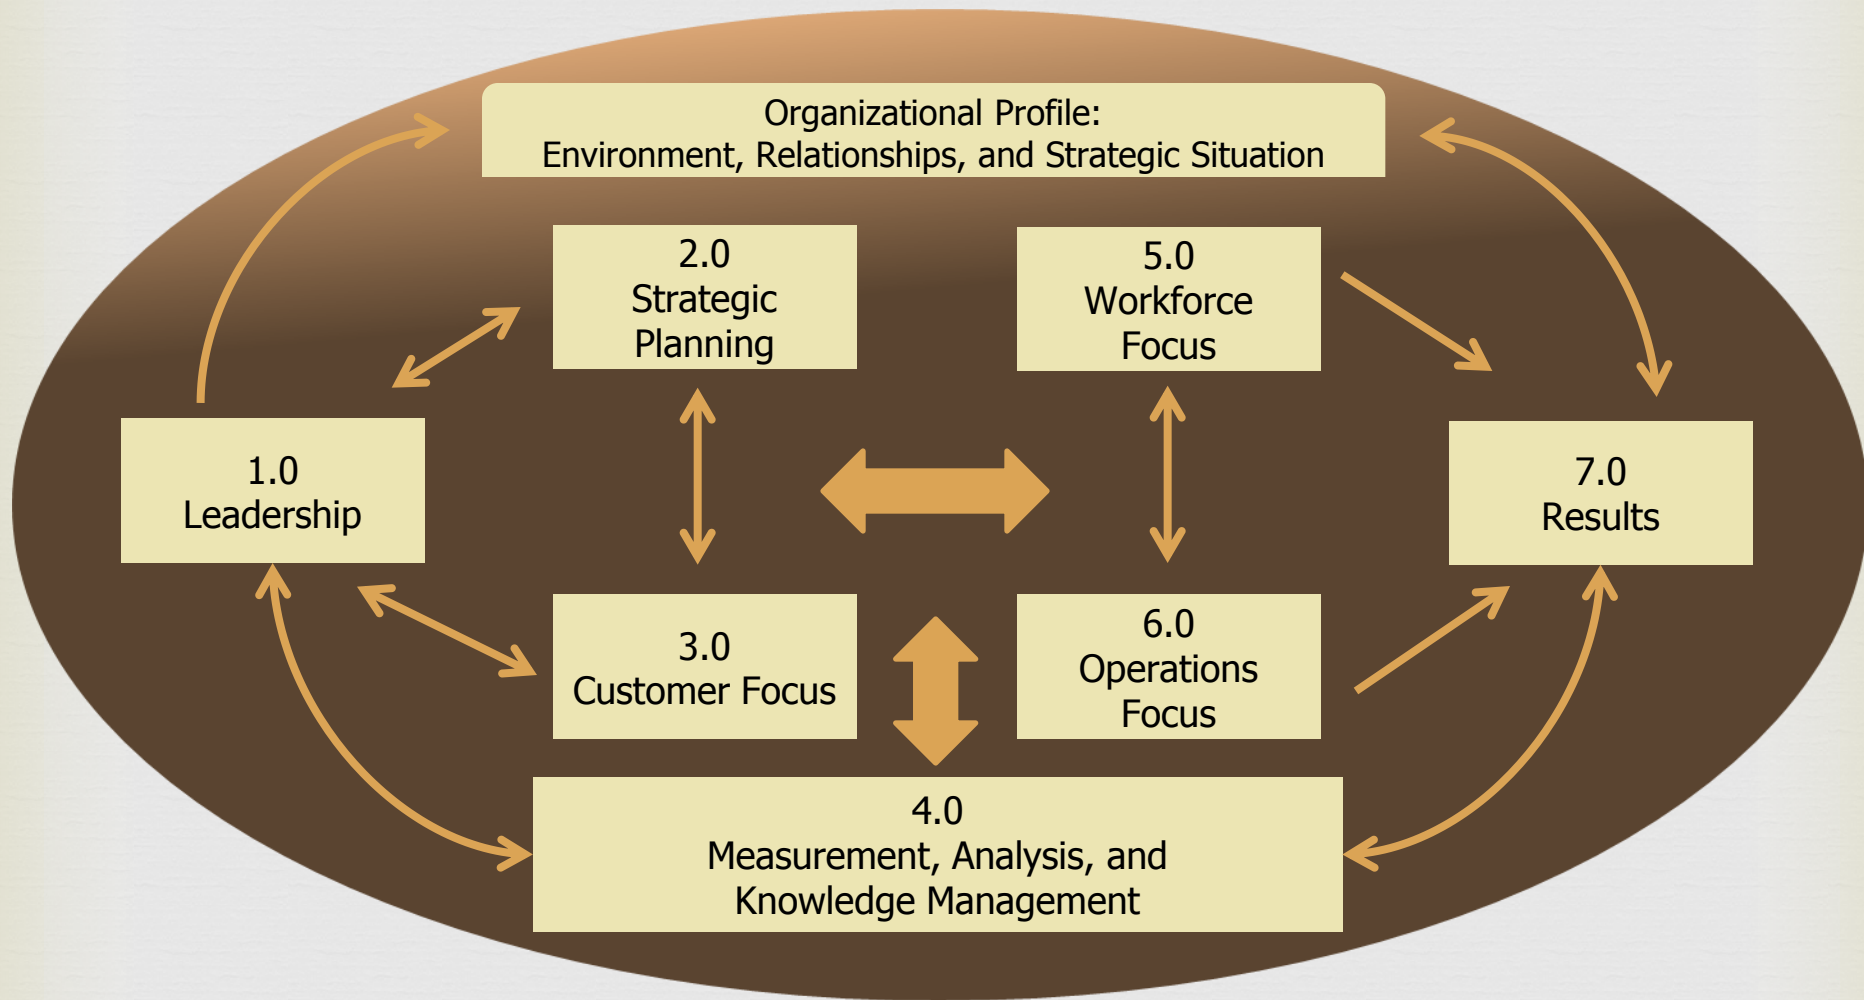 Organizational Profile:
Environment, Relationships, and Strategic Situation
2.0
Strategic
Planning
5.0
Workforce
Focus
1.0
Leadership
7.0
Results
3.0
Customer Focus
6.0
Operations
Focus
4.0
Measurement, Analysis, and
Knowledge Management